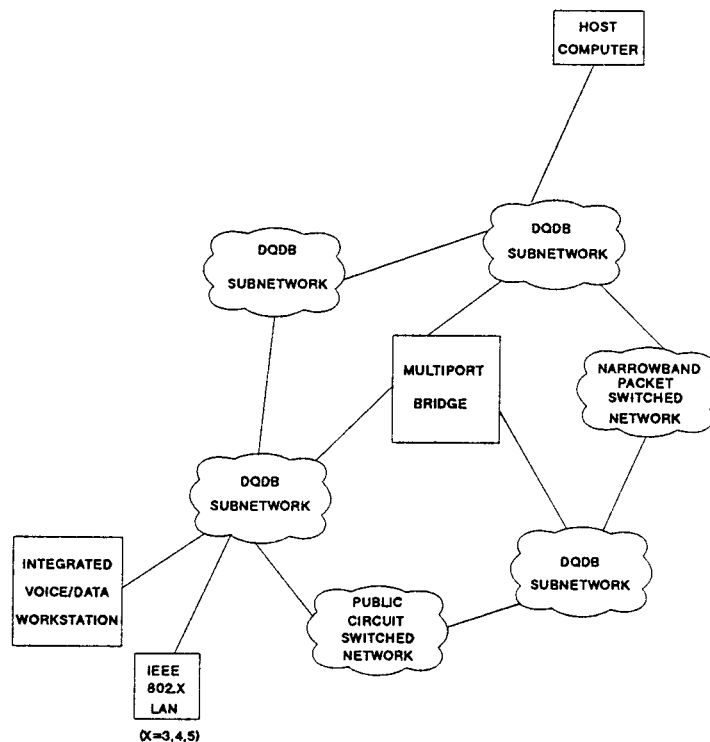 HOST
COMPUTER
DQDB
SUBNETWORK
DQDB
SUBNETWORK
MULTIPORT
BRIDGE
NARROWBAND
PACKET
SWITCHED
NETWORK
DQDB
SUBNETWORK
DQDB
SUBNETWORK
INTEGRATED
VOICE/DATA
WORKSTATION
PUBLIC
CIRCUIT
SWITCHED
NETWORK
IEEE
802.X
LAN
(X=3,4,5)